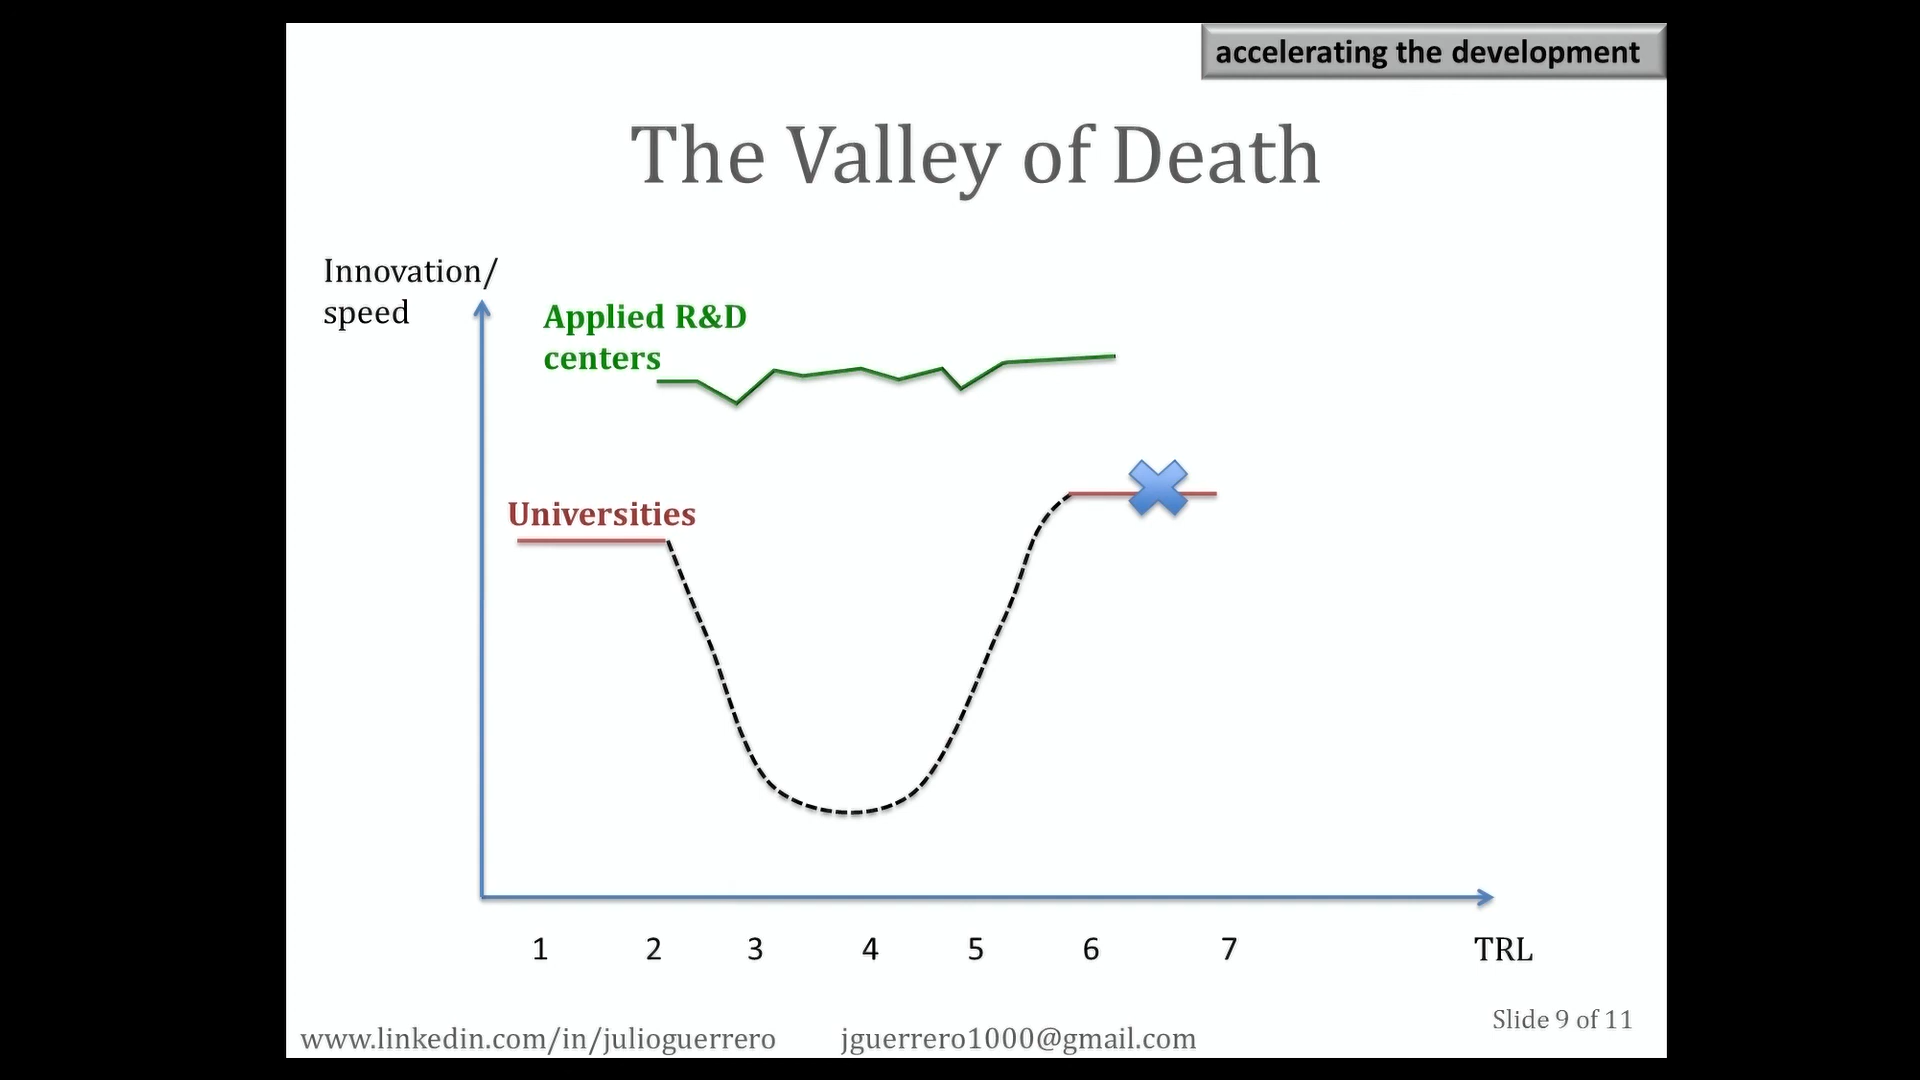 accelerating the development
The Valley of Death
Innovation/
speed
Applied R&D
centers
Universities
1 2 3 4 5 6 7 TRL
Slide 9 of 11
www.linkedin.com/in/julioguerrero jguerrero1000@gmail.com